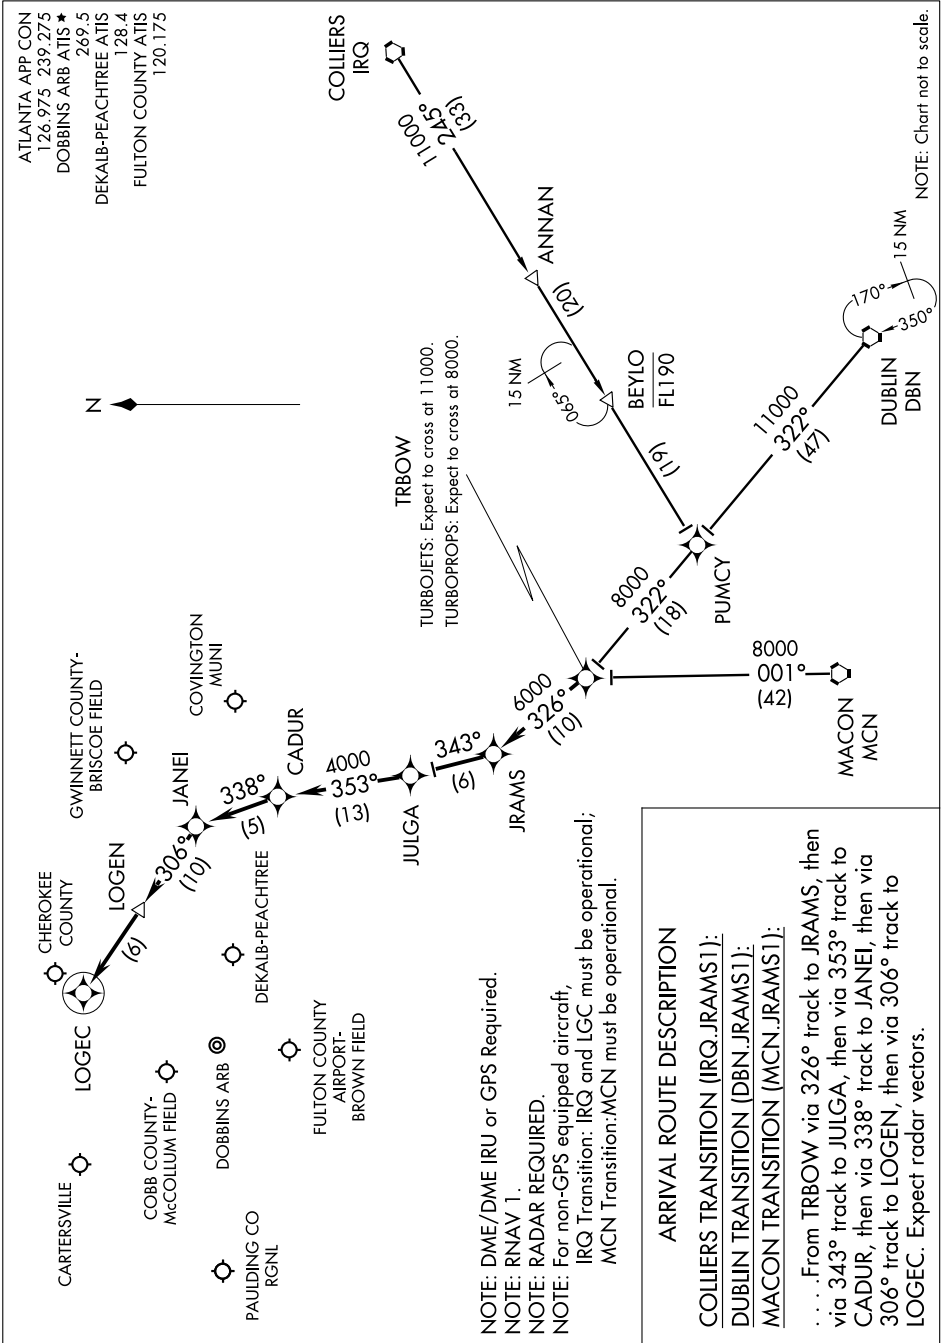 ATLANTA APP CON
126.975 239.275
DOBBINS ARB ATIS ★
269.5
DEKALB-PEACHTREE ATIS
128.4
FULTON COUNTY ATIS
120.175
N
CARTERSVILLE
LOGEC
CHEROKEE
COUNTY
(6)
LOGEN
GWINNETT COUNTY-
BRISCOE FIELD
306°
(10)
JANEI
COBB COUNTY-
McCOLLUM FIELD
DOBBINS ARB
PAULDING CO
RGNL
DEKALB-PEACHTREE
FULTON COUNTY
AIRPORT-
BROWN FIELD
COVINGTON
MUNI
338°
(5)
CADUR
4000
353°
(13)
JULGA
343°
(6)
JRAMS
6000
326°
(10)
TRBOW
TURBOJETS: Expect to cross at 11000.
TURBOPROPS: Expect to cross at 8000.
COLLIERS
IRQ
11000
245°
(33)
ANNAN
(20)
15 NM
065°
BEYLO
FL190
(19)
8000
322°
(18)
PUMCY
11000
322°
(47)
170°
350°
15 NM
DUBLIN
DBN
8000
001°
(42)
MACON
MCN
NOTE: DME/DME IRU or GPS Required.
NOTE: RNAV 1.
NOTE: RADAR REQUIRED.
NOTE: For non-GPS equipped aircraft,
IRQ Transition: IRQ and LGC must be operational;
MCN Transition:MCN must be operational.
ARRIVAL ROUTE DESCRIPTION
COLLIERS TRANSITION (IRQ.JRAMS1):
DUBLIN TRANSITION (DBN.JRAMS1):
MACON TRANSITION (MCN.JRAMS1):
. . . .From TRBOW via 326° track to JRAMS, then
via 343° track to JULGA, then via 353° track to
CADUR, then via 338° track to JANEI, then via
306° track to LOGEN, then via 306° track to
LOGEC. Expect radar vectors.
NOTE: Chart not to scale.